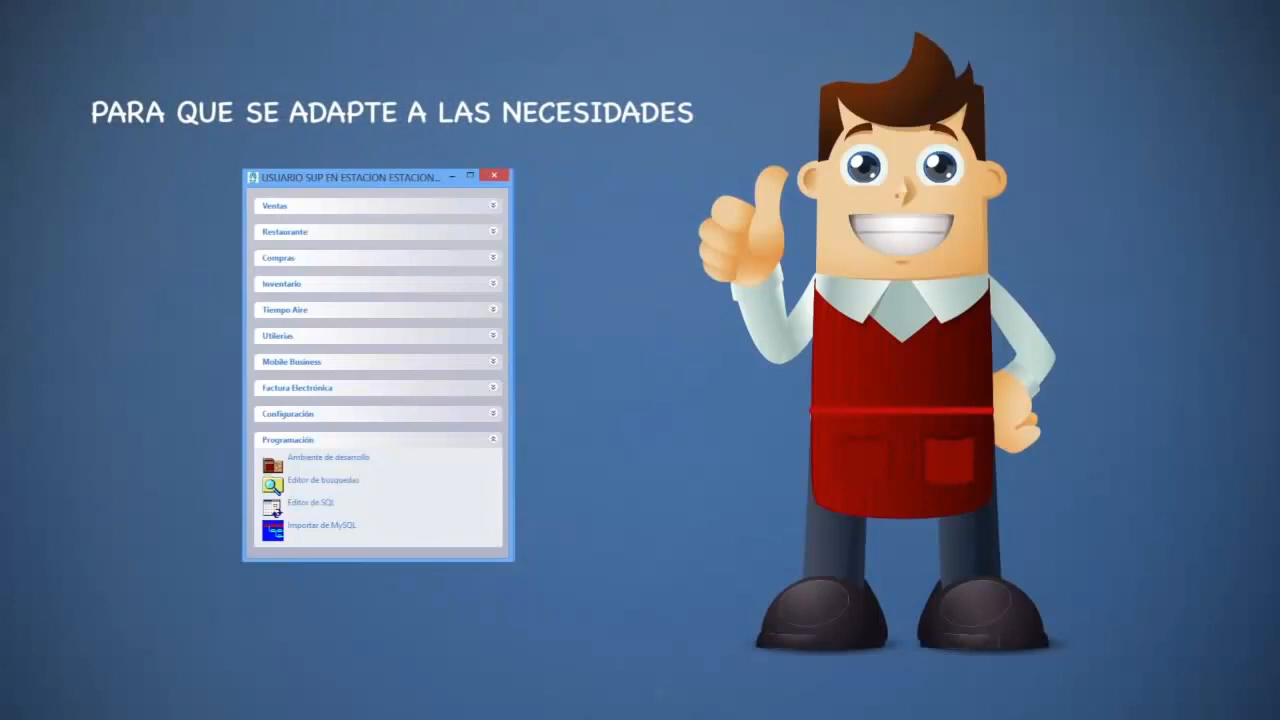 PARA QUE SE ADAPTE A LAS NECESIDADES
USUARIO SUP EN ESTACION ESTACION...
Ventas
Restaurante
Compras
Inventario
Tiempo Aire
Utilerias
Mobile Business
Factura Electrónica
Configuración
Programación
Ambiente de desarrollo
Editor de busquedas
Editor de SQL
Importar de MySQL